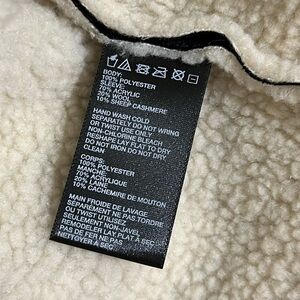 BODY:
100% POLYESTER
SLEEVE:
70% ACRYLIC
20% WOOL
10% SHEEP CASHMERE
HAND WASH COLD
SEPARATELY DO NOT WRING
OR TWIST USE ONLY
NON-CHLORINE BLEACH
RESHAPE LAY FLAT TO DRY
DO NOT IRON DO NOT DRY
CLEAN
CORPS:
100% POLYESTER
MANCHE:
70% ACRYLIQUE
20% LAINE
10% CACHEMIRE DE MOUTON
MAIN FROIDE DE LAVAGE
SÉPARÉMENT NE PAS TORDRE
OU TWIST UTILISEZ SEULEMENT
NON-JAVEL
REMODELER LAY PLAT À SEC
PAS DE FER NE PAS
NETTOYER À SEC